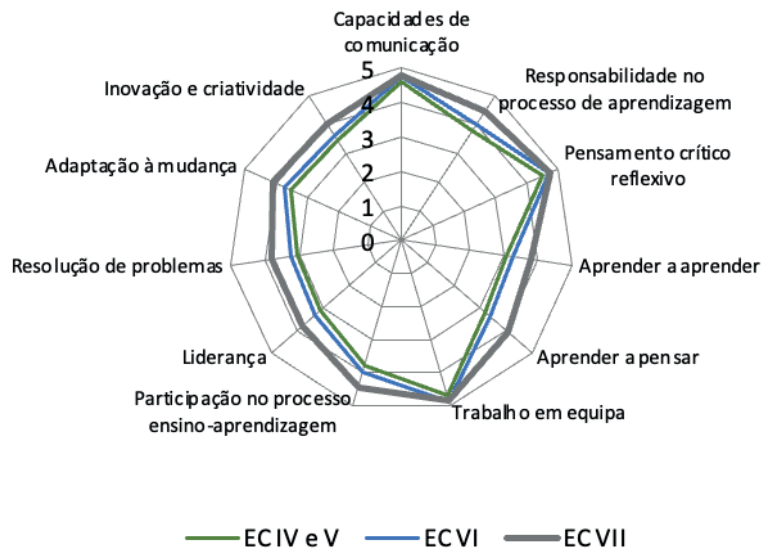 Capacidades de
comunicação
Responsabilidade no
processo de aprendizagem
Pensamento crítico
reflexivo
Aprender a aprender
Aprender a pensar
Trabalho em equipa
Participação no processo
ensino-aprendizagem
Liderança
Resolução de problemas
Adaptação à mudança
Inovação e criatividade
5
4
3
2
1
0
EC IV e V
EC VI
EC VII